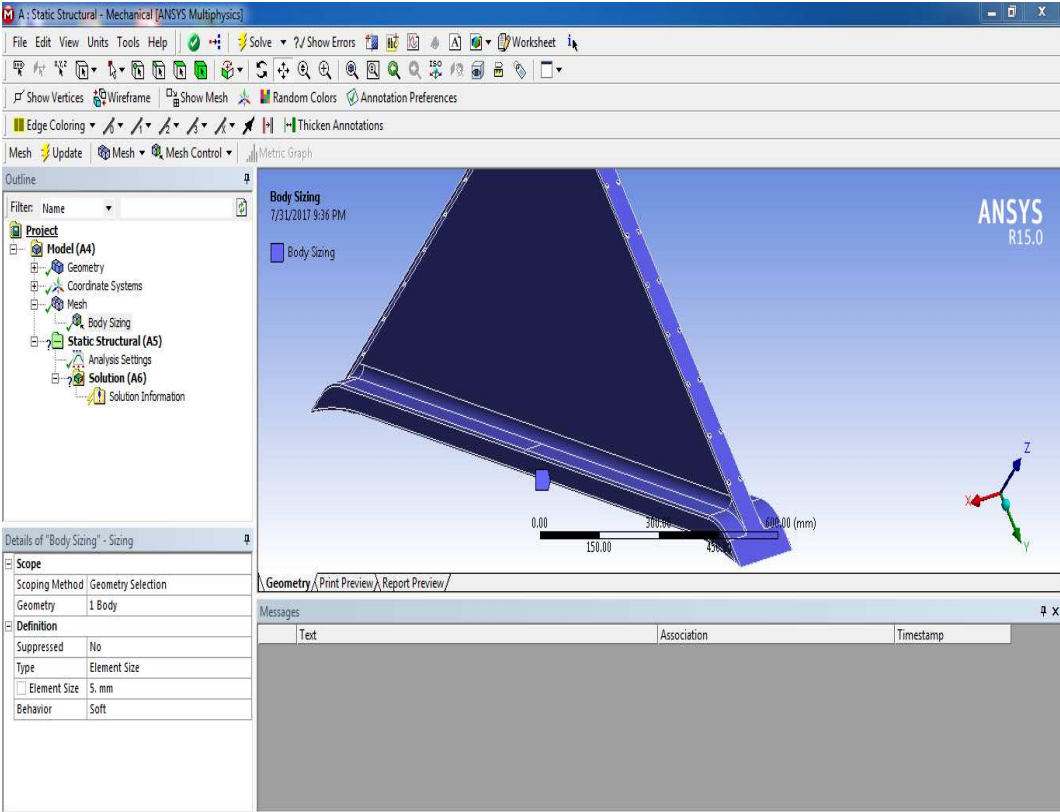 A : Static Structural - Mechanical [ANSYS Multiphysics]
File Edit View Units Tools Help Solve ?/ Show Errors A Worksheet i
Show Vertices Wireframe Show Mesh Random Colors Annotation Preferences
Edge Coloring Thicken Annotations
Mesh Update Mesh Mesh Control Metric Graph
Outline
Filter: Name
Project
Model (A4)
Geometry
Coordinate Systems
Mesh
Body Sizing
Static Structural (A5)
Analysis Settings
Solution (A6)
Solution Information
Body Sizing
7/31/2017 9:36 PM
Body Sizing
ANSYS
R15.0
Z
X
Y
0.00 300.00 600.00 (mm)
150.00 450.00
Geometry Print Preview Report Preview
Details of "Body Sizing" - Sizing
Scope
Scoping Method Geometry Selection
Geometry 1 Body
Definition
Suppressed No
Type Element Size
Element Size 5. mm
Behavior Soft
Messages
Text Association Timestamp